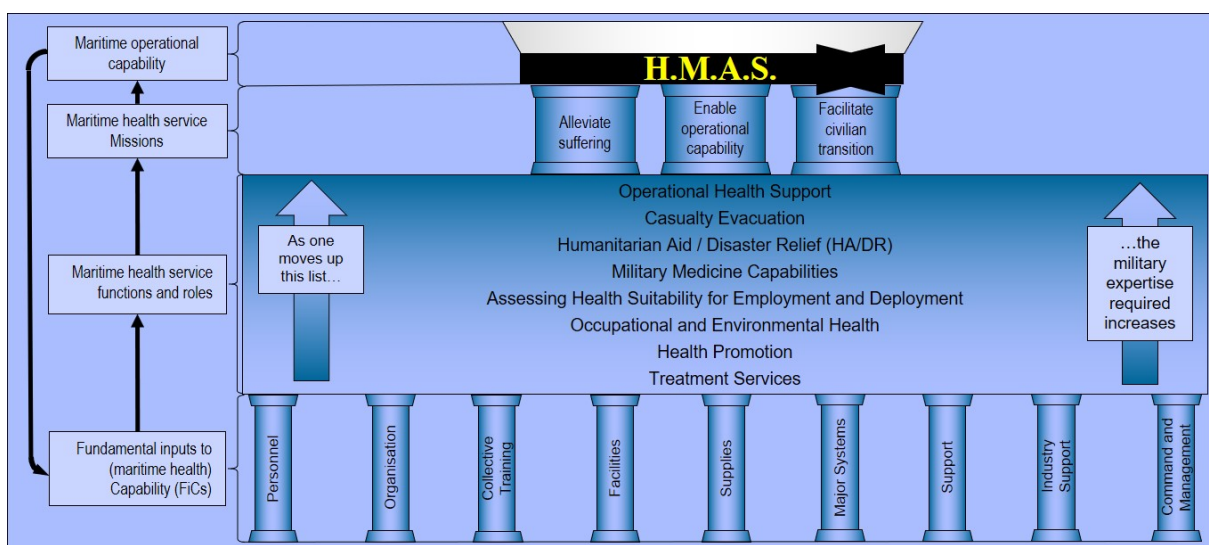 Maritime operational
capability
Maritime health service
Missions
Maritime health service
functions and roles
Fundamental inputs to
(maritime health)
Capability (FiCs)
H.M.A.S.
Alleviate
suffering
Enable
operational
capability
Facilitate
civilian
transition
As one
moves up
this list…
Operational Health Support
Casualty Evacuation
Humanitarian Aid / Disaster Relief (HA/DR)
Military Medicine Capabilities
Assessing Health Suitability for Employment and Deployment
Occupational and Environmental Health
Health Promotion
Treatment Services
…the
military
expertise
required
increases
Personnel
Organisation
Collective
Training
Facilities
Supplies
Major Systems
Support
Industry
Support
Command and
Management